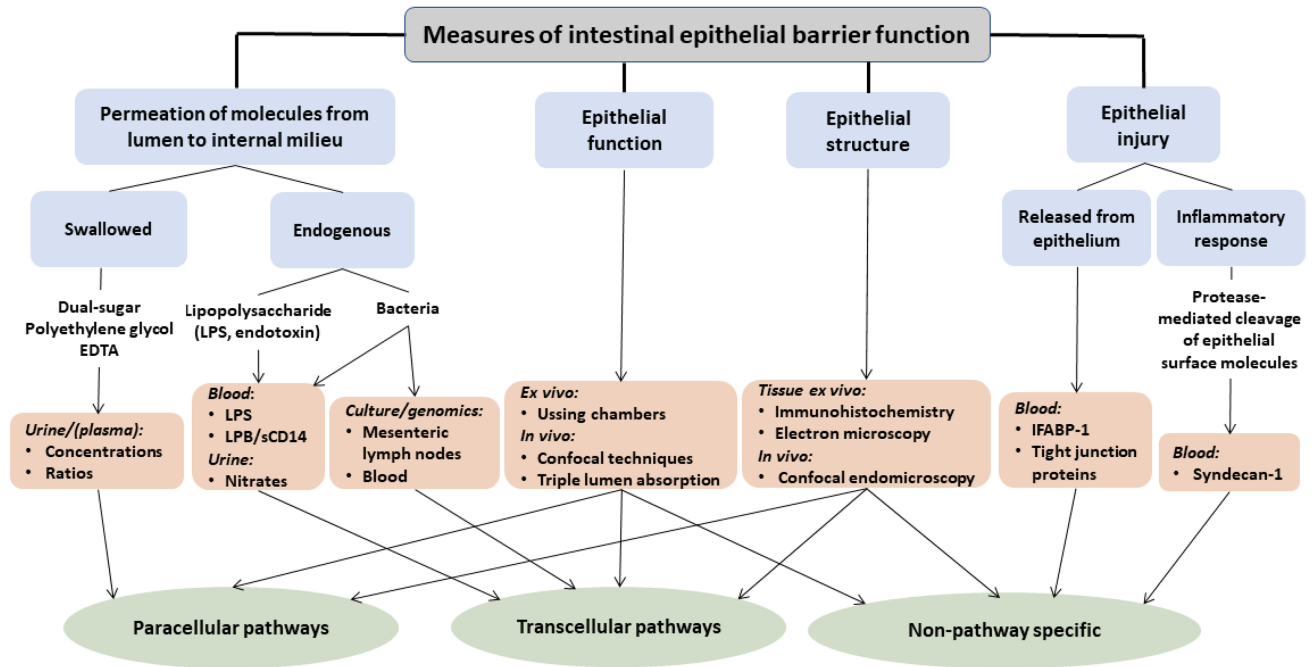 Measures of intestinal epithelial barrier function
Permeation of molecules from
lumen to internal milieu
Epithelial
function
Epithelial
structure
Epithelial
injury
Swallowed
Endogenous
Released from
epithelium
Inflammatory
response
Dual-sugar
Polyethylene glycol
EDTA
Lipopolysaccharide
(LPS, endotoxin)
Bacteria
Protease-
mediated cleavage
of epithelial
surface molecules
Urine/(plasma):
• Concentrations
• Ratios
Blood:
• LPS
• LPB/sCD14
Urine:
• Nitrates
Culture/genomics:
• Mesenteric
lymph nodes
• Blood
Ex vivo:
• Ussing chambers
In vivo:
• Confocal techniques
• Triple lumen absorption
Tissue ex vivo:
• Immunohistochemistry
• Electron microscopy
In vivo:
• Confocal endomicroscopy
Blood:
• IFABP-1
• Tight junction
proteins
Blood:
• Syndecan-1
Paracellular pathways
Transcellular pathways
Non-pathway specific